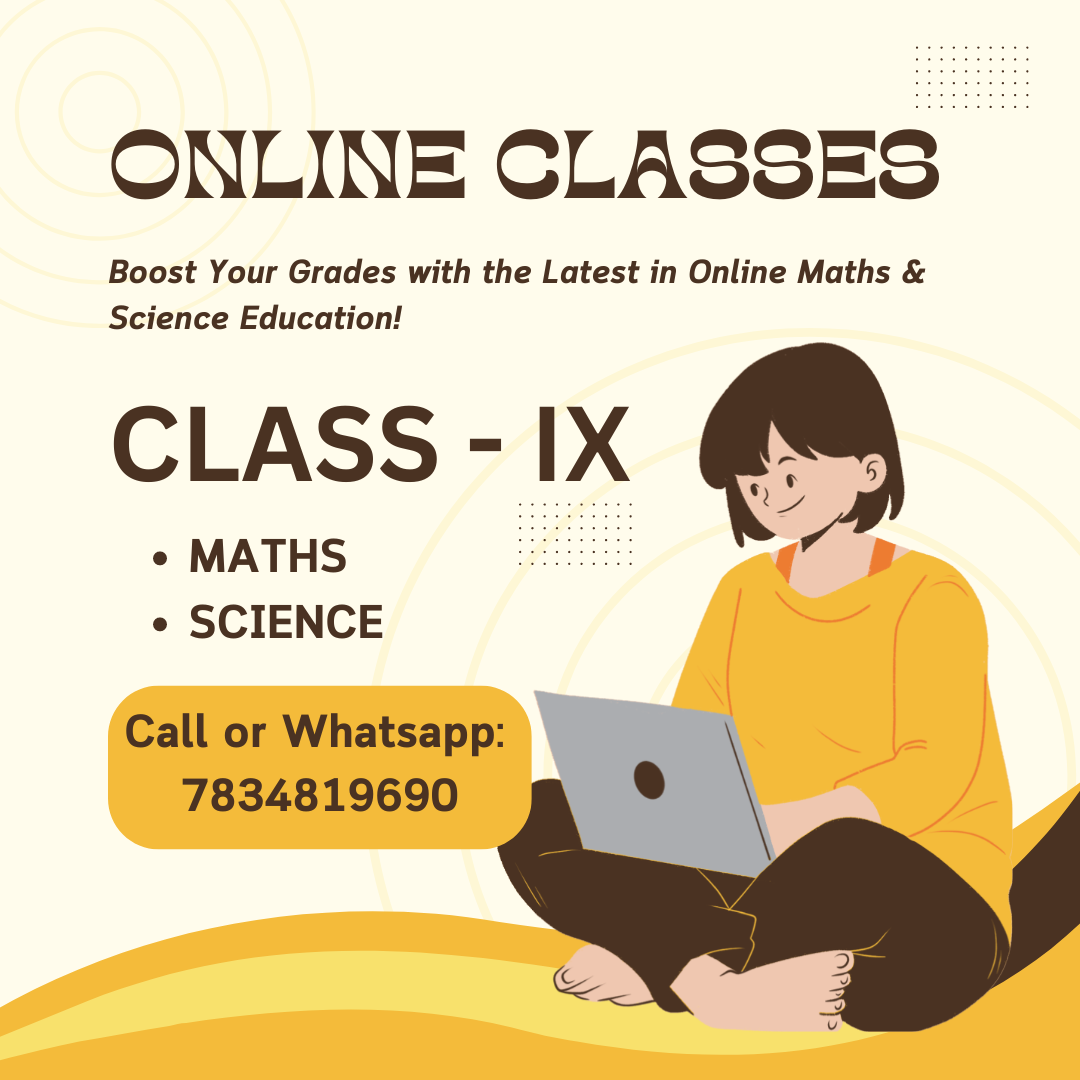 ONLINE CLASSES
Boost Your Grades with the Latest in Online Maths &
Science Education!
CLASS - IX
• MATHS
• SCIENCE
Call or Whatsapp:
7834819690